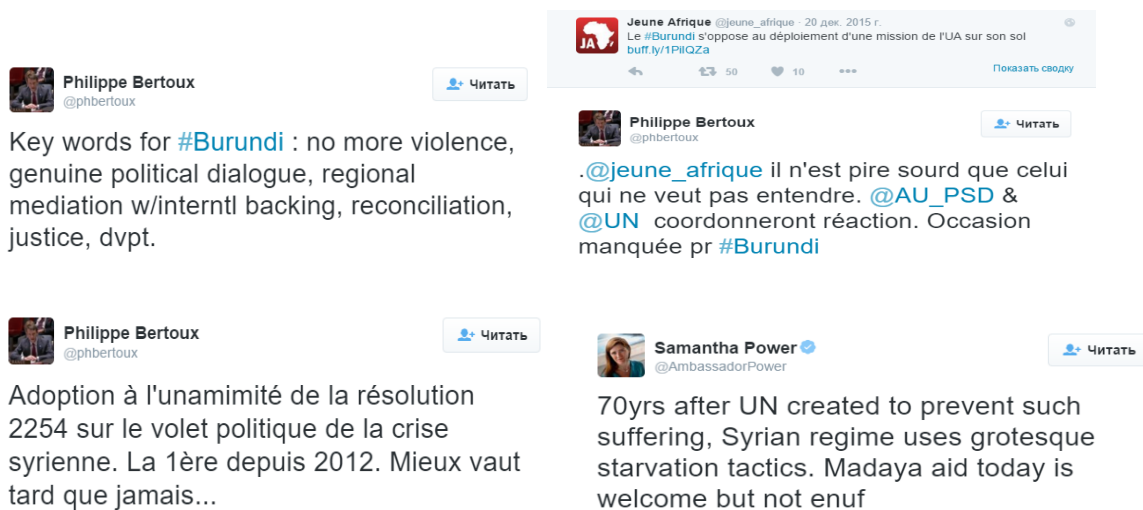 Philippe Bertoux
@phbertoux
Читать
Key words for #Burundi : no more violence,
genuine political dialogue, regional
mediation w/interntl backing, reconciliation,
justice, dvpt.
Jeune Afrique @jeune_afrique · 20 дек. 2015 г.
Le #Burundi s'oppose au déploiement d'une mission de l'UA sur son sol
buff.ly/1PilQZa
50 10
Показать сводку
JA
Philippe Bertoux
@phbertoux
Читать
.@jeune_afrique il n'est pire sourd que celui
qui ne veut pas entendre. @AU_PSD &
@UN coordonneront réaction. Occasion
manquée pr #Burundi
Philippe Bertoux
@phbertoux
Читать
Adoption à l'unamimité de la résolution
2254 sur le volet politique de la crise
syrienne. La 1ère depuis 2012. Mieux vaut
tard que jamais...
Samantha Power
@AmbassadorPower
Читать
70yrs after UN created to prevent such
suffering, Syrian regime uses grotesque
starvation tactics. Madaya aid today is
welcome but not enuf